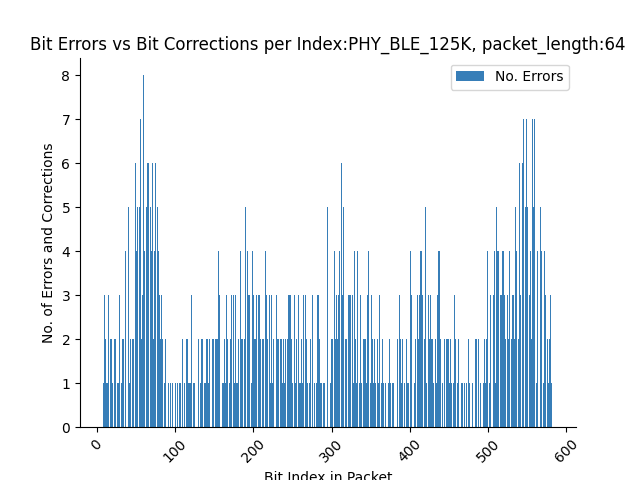 Bit Errors vs Bit Corrections per Index:PHY_BLE_125K, packet_length:64
No. Errors
No. of Errors and Corrections
8
7
6
5
4
3
2
1
0
0 100 200 300 400 500 600
Bit Index in Packet